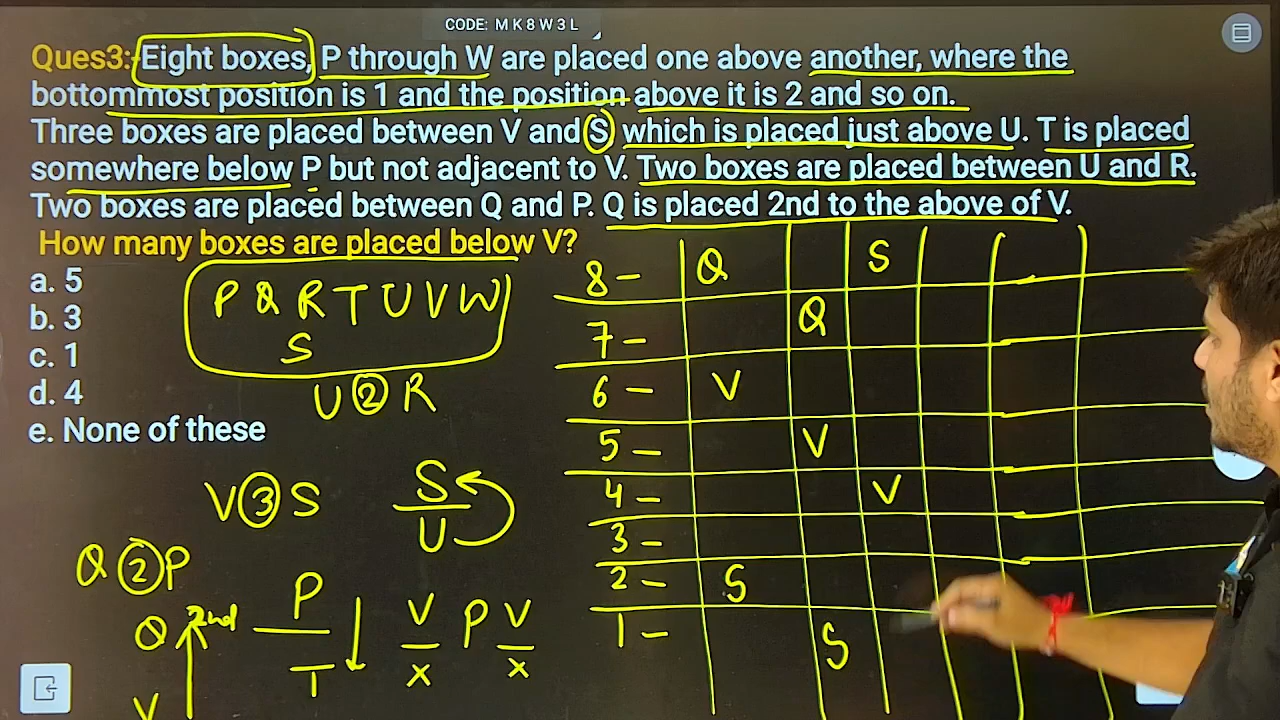 CODE: M K 8 W 3 L
Ques3:-Eight boxes, P through W are placed one above another, where the
bottommost position is 1 and the position above it is 2 and so on.
Three boxes are placed between V and S which is placed just above U. T is placed
somewhere below P but not adjacent to V. Two boxes are placed between U and R.
Two boxes are placed between Q and P. Q is placed 2nd to the above of V.
How many boxes are placed below V?
a. 5
b. 3
c. 1
d. 4
e. None of these
P Q R T U V W
S
U 2 R
V 3 S
S
U
Q 2 P
Q 2nd
V
P
T
V P V
x x
8 - Q S
7 - Q
6 - V
5 - V
4 - V
3 -
2 - S
1 - S